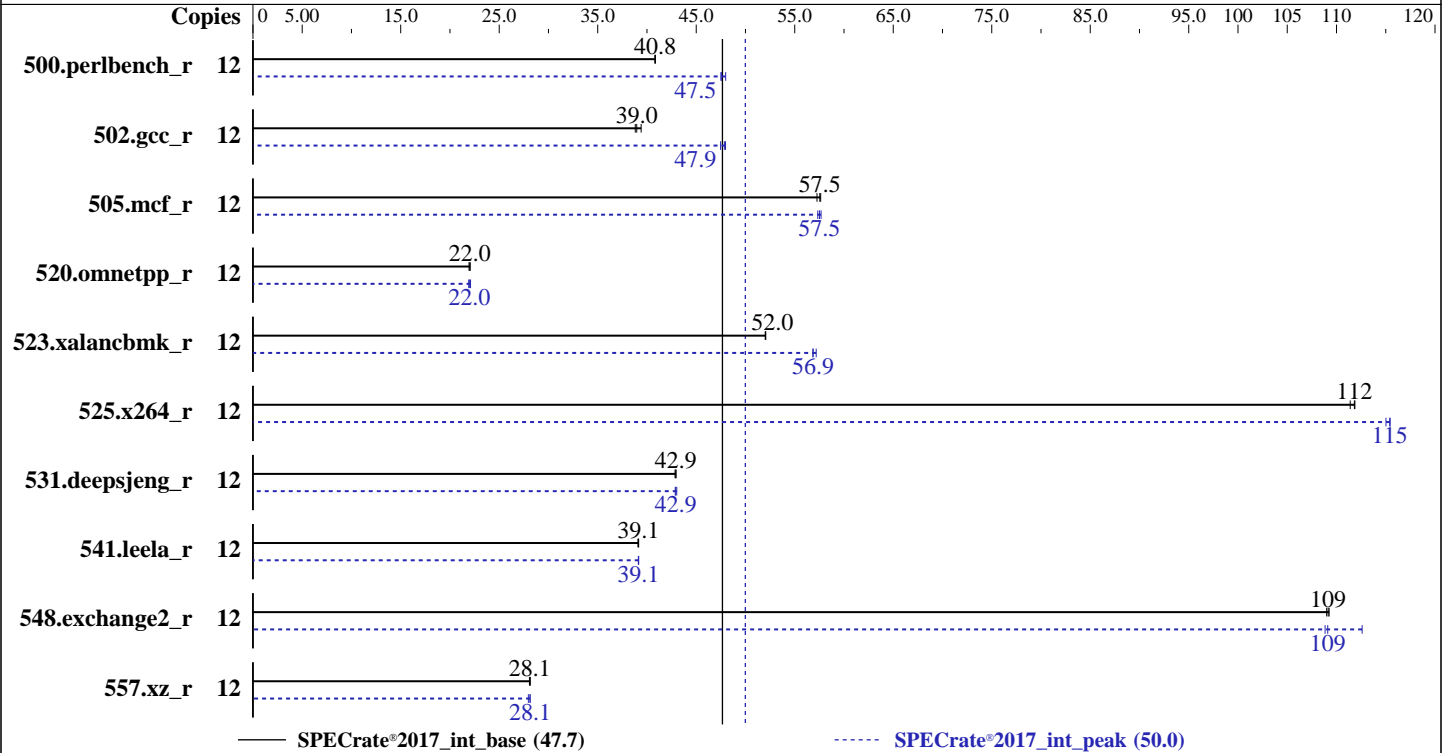 Copies 0 5.00 15.0 25.0 35.0 45.0 55.0 65.0 75.0 85.0 95.0 100 105 110 120
40.8
500.perlbench_r 12
47.5
39.0
502.gcc_r 12
47.9
57.5
505.mcf_r 12
57.5
22.0
520.omnetpp_r 12
22.0
52.0
523.xalancbmk_r 12
56.9
112
525.x264_r 12
115
42.9
531.deepsjeng_r 12
42.9
39.1
541.leela_r 12
39.1
109
548.exchange2_r 12
109
28.1
557.xz_r 12
28.1
SPECrate®2017_int_base (47.7) SPECrate®2017_int_peak (50.0)